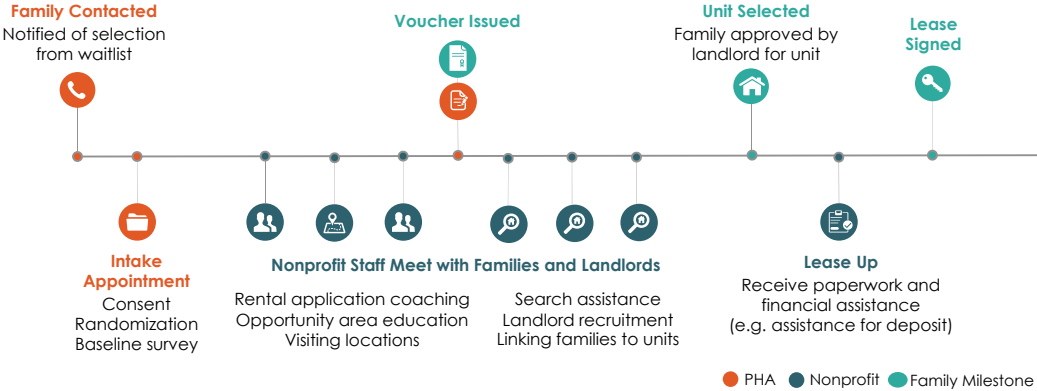 Family Contacted
Notified of selection
from waitlist
Voucher Issued
Unit Selected
Family approved by
landlord for unit
Lease
Signed
Intake
Appointment
Consent
Randomization
Baseline survey
Nonprofit Staff Meet with Families and Landlords
Rental application coaching
Opportunity area education
Visiting locations
Search assistance
Landlord recruitment
Linking families to units
Lease Up
Receive paperwork and
financial assistance
(e.g. assistance for deposit)
PHA
Nonprofit
Family Milestone